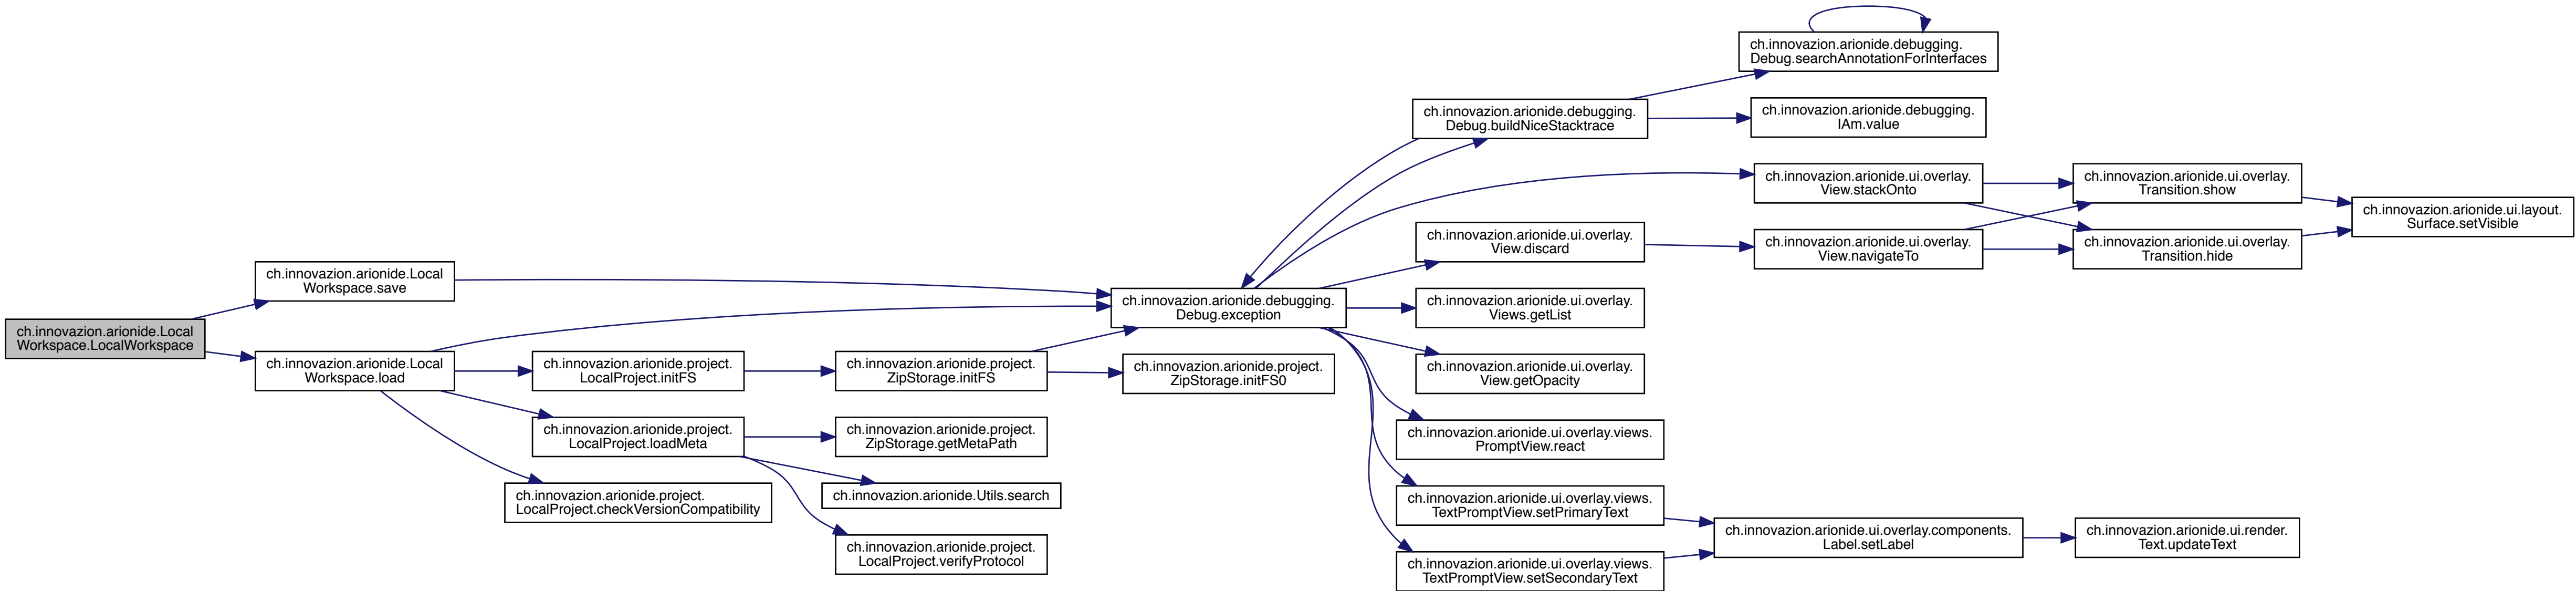 ch.innovazion.arionide.Local
Workspace.LocalWorkspace
ch.innovazion.arionide.Local
Workspace.save
ch.innovazion.arionide.Local
Workspace.load
ch.innovazion.arionide.project.
LocalProject.initFS
ch.innovazion.arionide.project.
LocalProject.loadMeta
ch.innovazion.arionide.project.
LocalProject.checkVersionCompatibility
ch.innovazion.arionide.project.
ZipStorage.initFS
ch.innovazion.arionide.project.
ZipStorage.getMetaPath
ch.innovazion.arionide.Utils.search
ch.innovazion.arionide.project.
LocalProject.verifyProtocol
ch.innovazion.arionide.debugging.
Debug.exception
ch.innovazion.arionide.project.
ZipStorage.initFS0
ch.innovazion.arionide.debugging.
Debug.buildNiceStacktrace
ch.innovazion.arionide.ui.overlay.
View.discard
ch.innovazion.arionide.ui.overlay.
Views.getList
ch.innovazion.arionide.ui.overlay.
View.getOpacity
ch.innovazion.arionide.ui.overlay.views.
PromptView.react
ch.innovazion.arionide.ui.overlay.views.
TextPromptView.setPrimaryText
ch.innovazion.arionide.ui.overlay.views.
TextPromptView.setSecondaryText
ch.innovazion.arionide.debugging.
Debug.searchAnnotationForInterfaces
ch.innovazion.arionide.debugging.
IAm.value
ch.innovazion.arionide.ui.overlay.
View.stackOnto
ch.innovazion.arionide.ui.overlay.
View.navigateTo
ch.innovazion.arionide.ui.overlay.components.
Label.setLabel
ch.innovazion.arionide.ui.overlay.
Transition.show
ch.innovazion.arionide.ui.overlay.
Transition.hide
ch.innovazion.arionide.ui.render.
Text.updateText
ch.innovazion.arionide.ui.layout.
Surface.setVisible